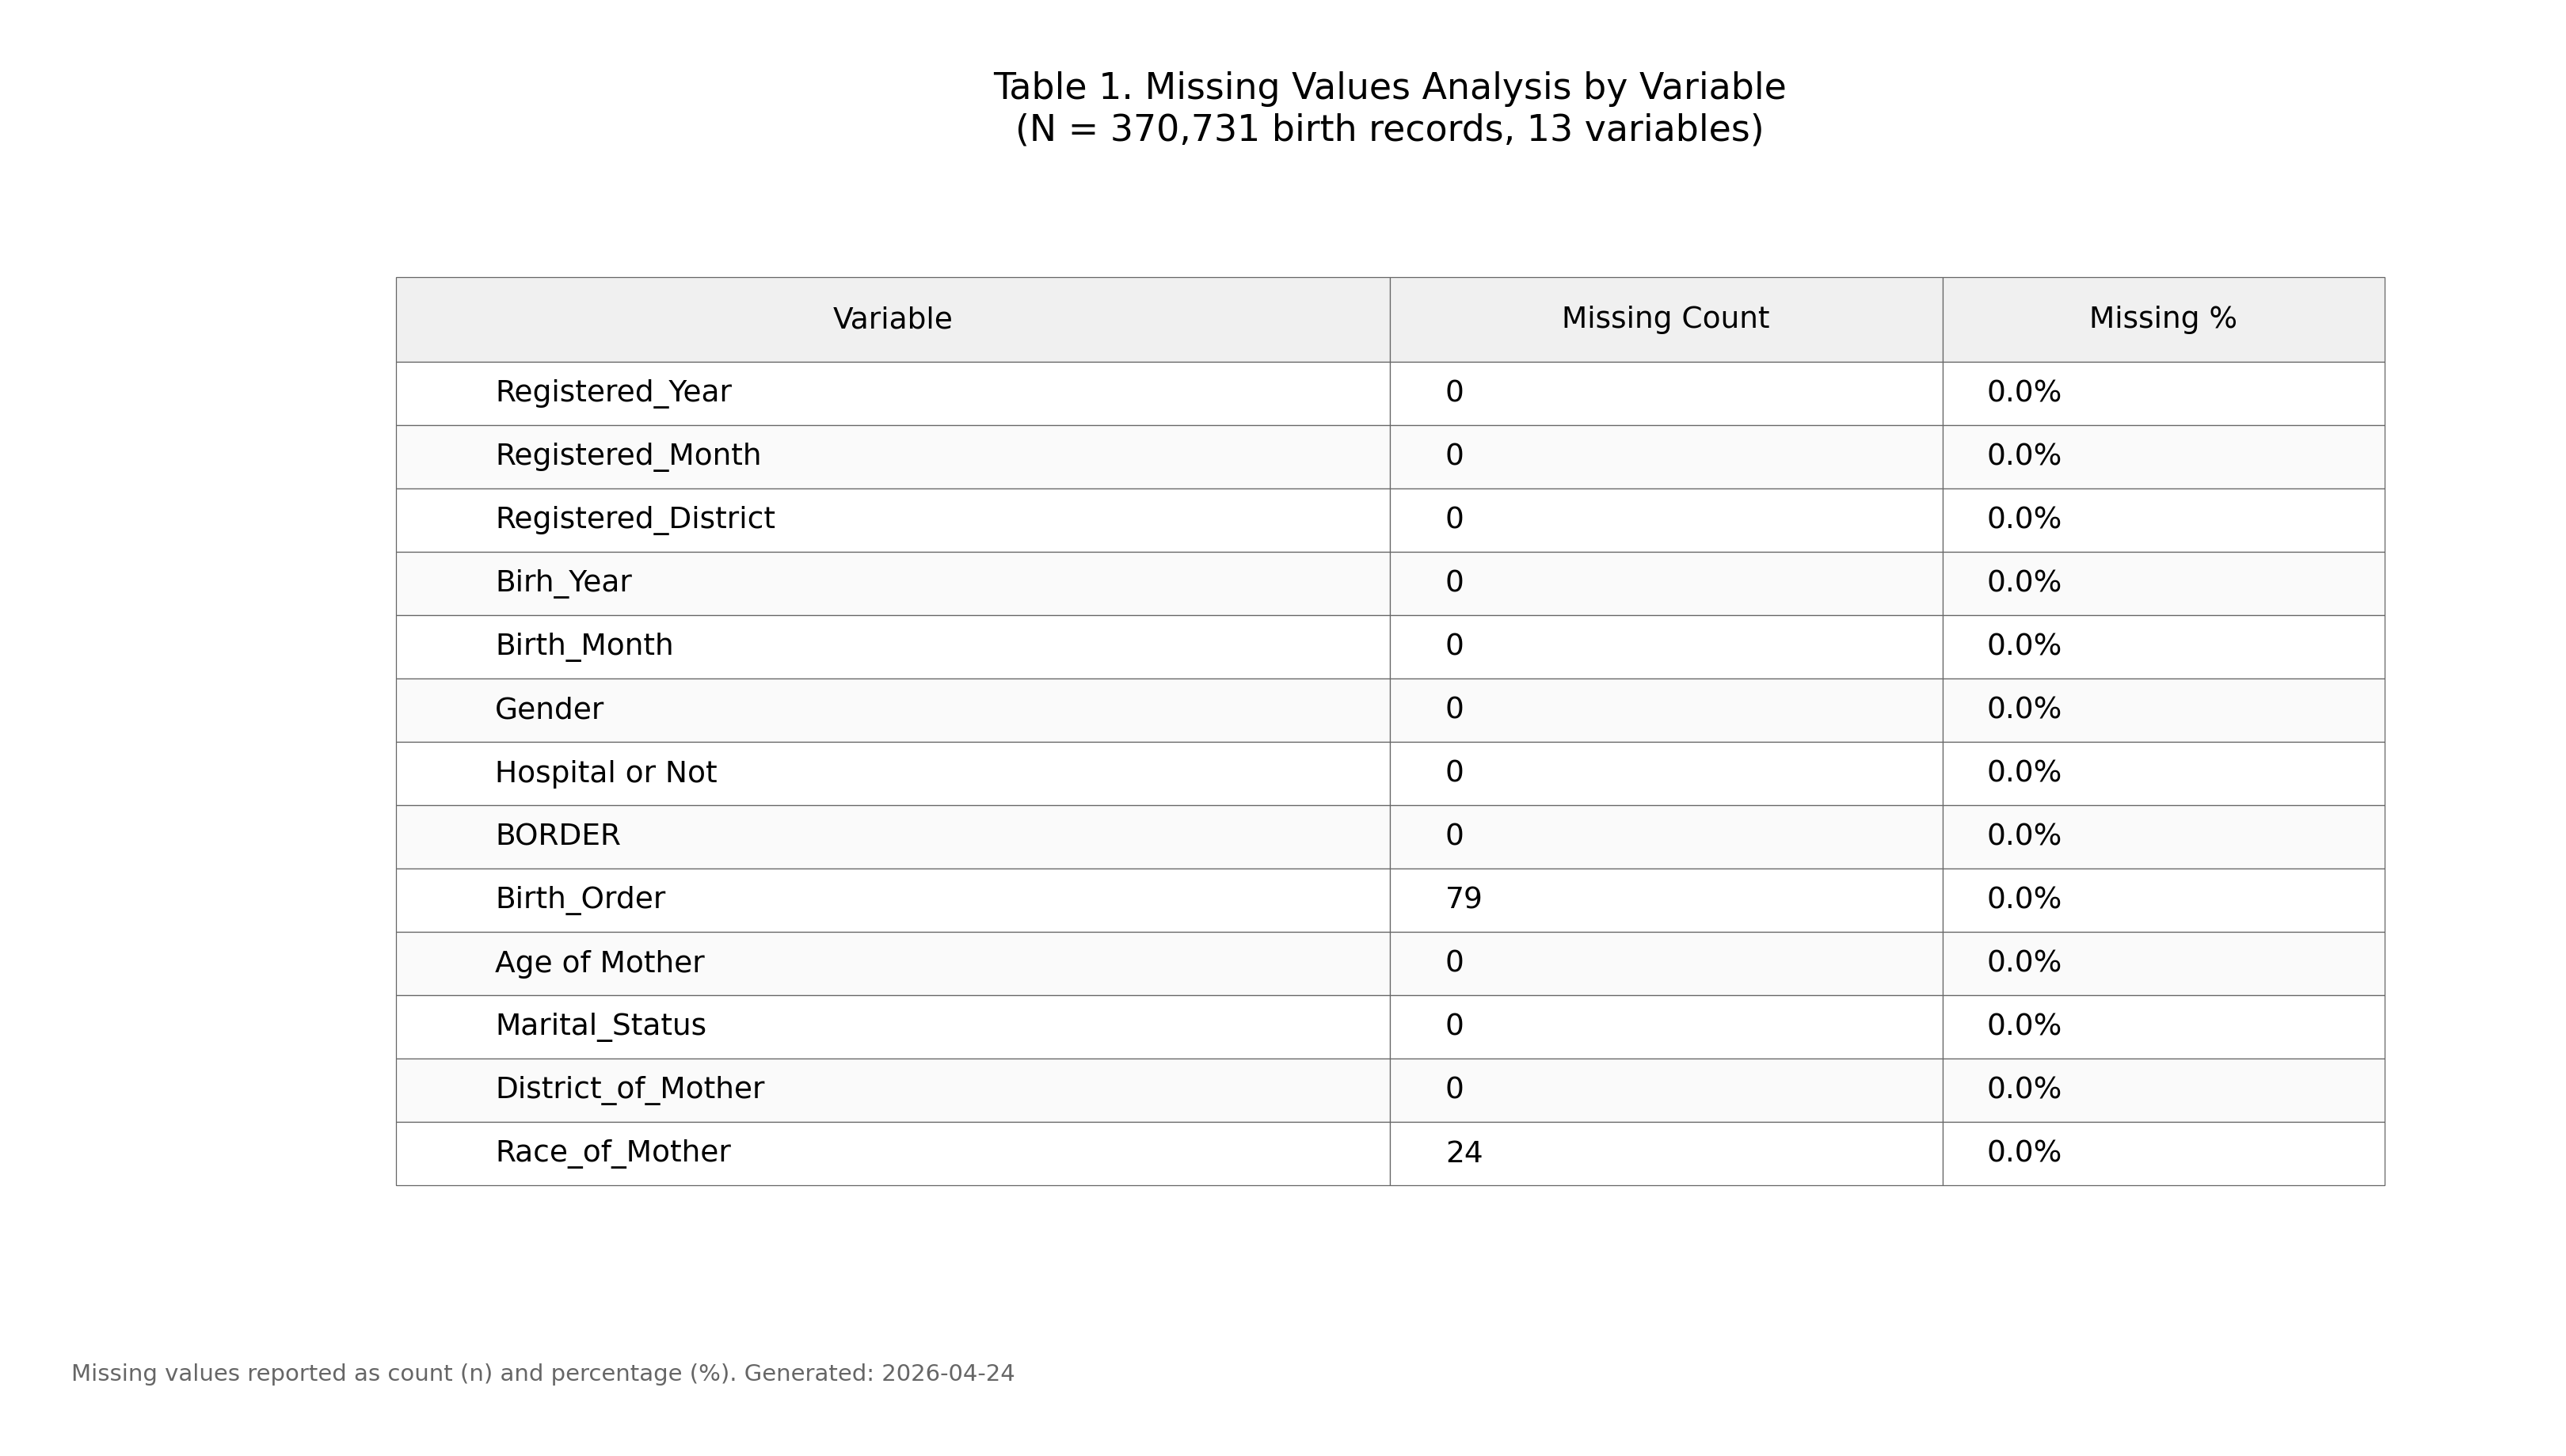 Table 1. Missing Values Analysis by Variable
(N = 370,731 birth records, 13 variables)
Variable Missing Count Missing %
Registered_Year 0 0.0%
Registered_Month 0 0.0%
Registered_District 0 0.0%
Birh_Year 0 0.0%
Birth_Month 0 0.0%
Gender 0 0.0%
Hospital or Not 0 0.0%
BORDER 0 0.0%
Birth_Order 79 0.0%
Age of Mother 0 0.0%
Marital_Status 0 0.0%
District_of_Mother 0 0.0%
Race_of_Mother 24 0.0%
Missing values reported as count (n) and percentage (%). Generated: 2026-04-24